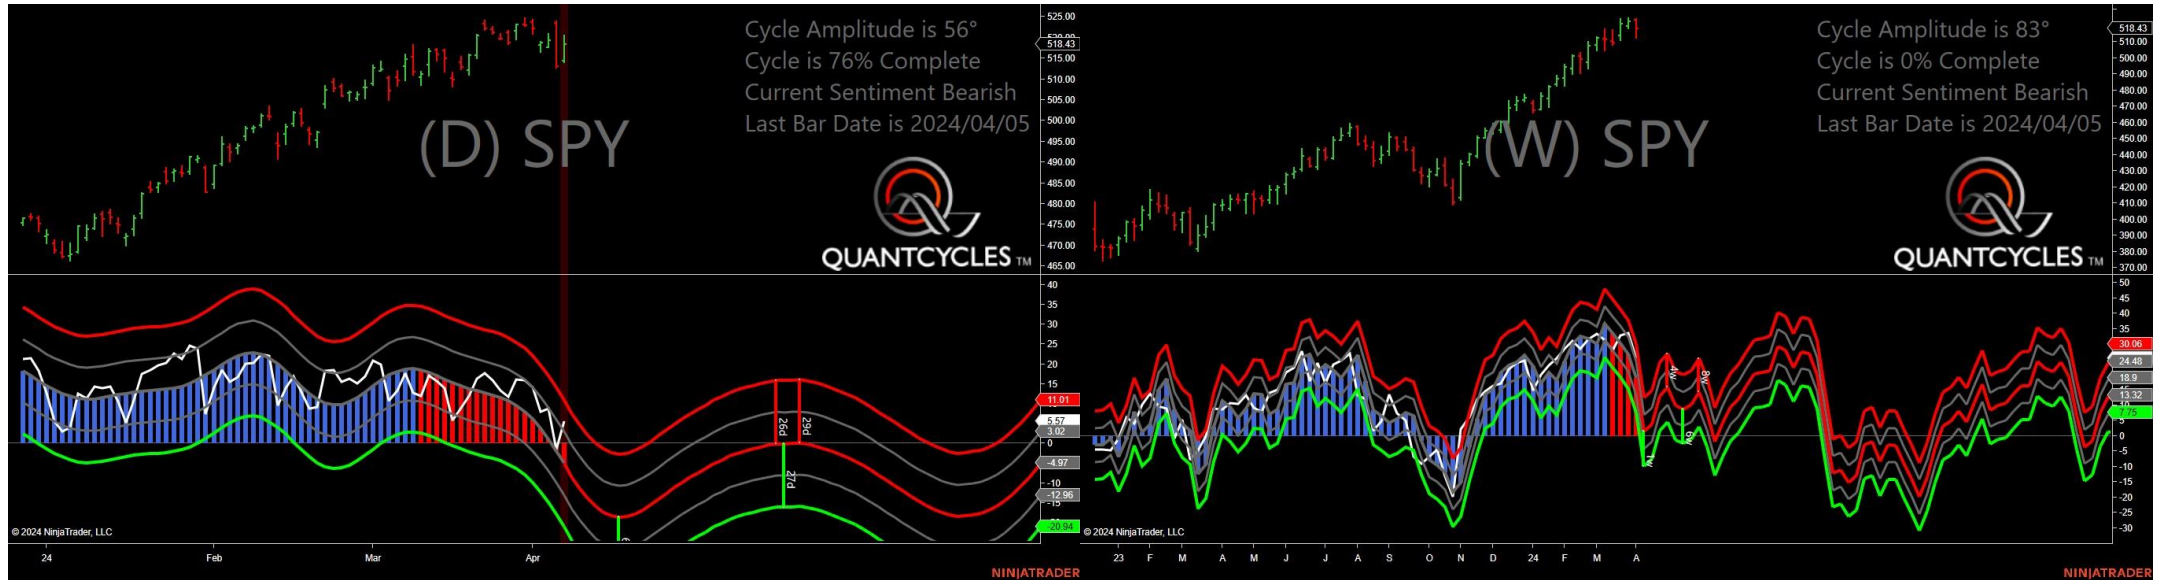 Cycle Amplitude is 56°
Cycle is 76% Complete
Current Sentiment Bearish
Last Bar Date is 2024/04/05
(D) SPY
QUANTCYCLES TM
525.00
518.43
515.00
510.00
505.00
500.00
495.00
490.00
485.00
480.00
475.00
470.00
465.00
40
35
30
25
20
15
11.01
5.57
3.02
0
-4.97
-10
-12.96
-15
-20.94
26d
29d
27d
© 2024 NinjaTrader, LLC
24 Feb Mar Apr
NINJATRADER
Cycle Amplitude is 83°
Cycle is 0% Complete
Current Sentiment Bearish
Last Bar Date is 2024/04/05
(W) SPY
QUANTCYCLES TM
518.43
510.00
500.00
490.00
480.00
470.00
460.00
450.00
440.00
430.00
420.00
410.00
400.00
390.00
380.00
370.00
50
45
40
35
30.06
24.48
18.9
13.32
7.75
5
0
-5
-10
-15
-20
-25
-30
4w
8w
1w
6w
© 2024 NinjaTrader, LLC
23 F M A M J J A S O N D 24 F M A
NINJATRADER